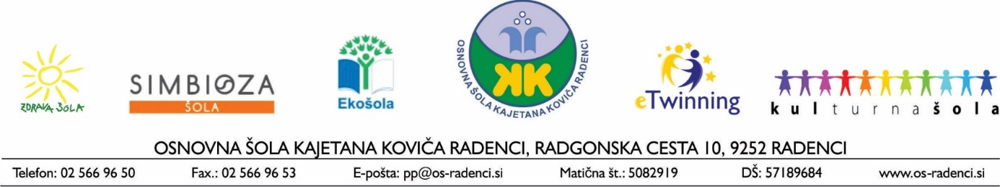 ZDRAVA ŠOLA
SIMBIOZA
ŠOLA
Ekošola
OSNOVNA ŠOLA KAJETANA KOVIČA RADENCI
KK
eTwinning
kulturnašola
OSNOVNA ŠOLA KAJETANA KOVIČA RADENCI, RADGONSKA CESTA 10, 9252 RADENCI
Telefon: 02 566 96 50 Fax.: 02 566 96 53 E-pošta: pp@os-radenci.si Matična št.: 5082919 DŠ: 57189684 www.os-radenci.si